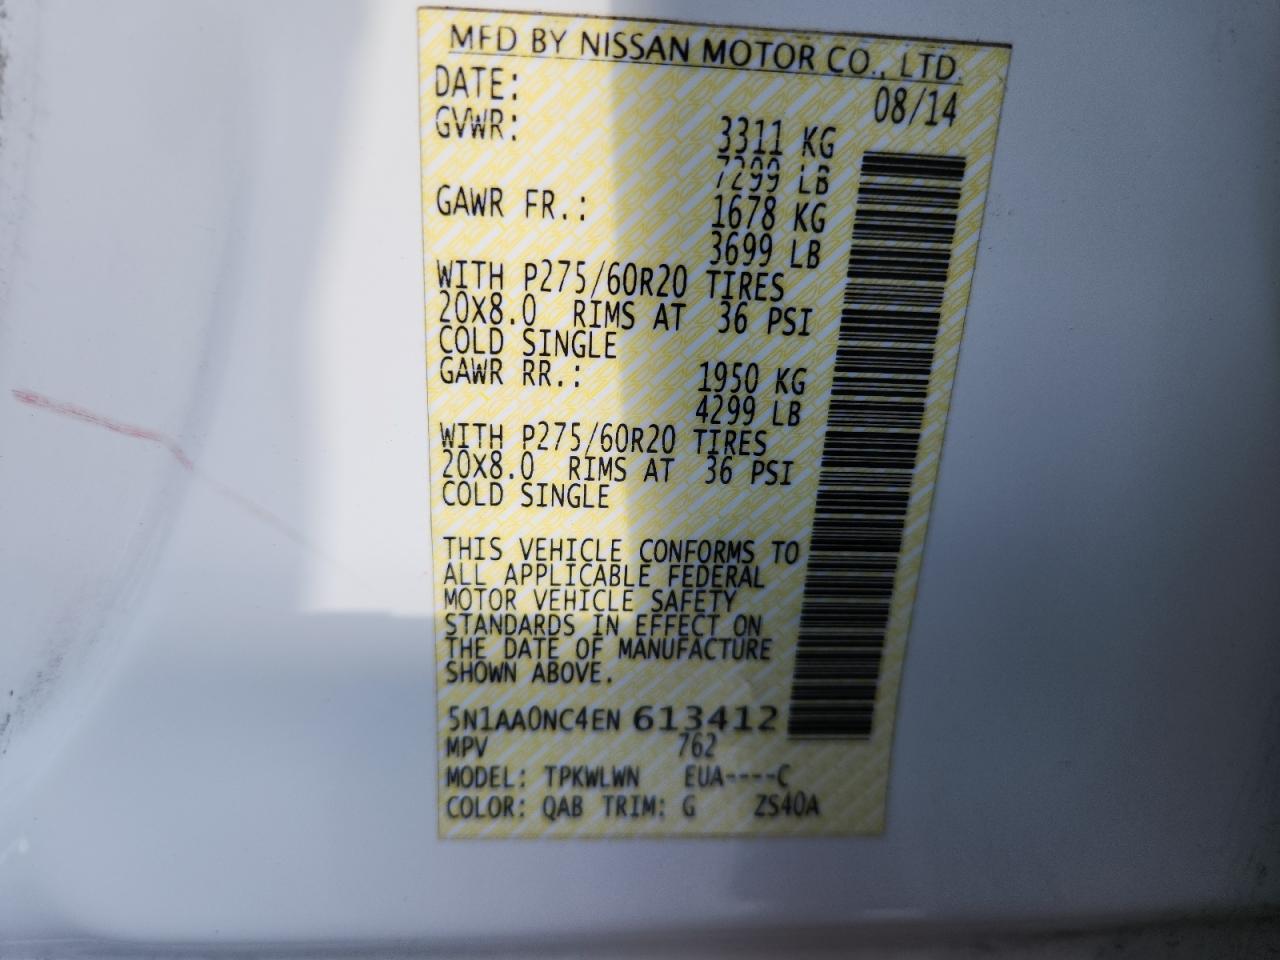 MFD BY NISSAN MOTOR CO., LTD.
DATE: 08/14
GVWR: 3311 KG
7299 LB
GAWR FR.: 1678 KG
3699 LB
WITH P275/60R20 TIRES
20X8.0 RIMS AT 36 PSI
COLD SINGLE
GAWR RR.: 1950 KG
4299 LB
WITH P275/60R20 TIRES
20X8.0 RIMS AT 36 PSI
COLD SINGLE
THIS VEHICLE CONFORMS TO
ALL APPLICABLE FEDERAL
MOTOR VEHICLE SAFETY
STANDARDS IN EFFECT ON
THE DATE OF MANUFACTURE
SHOWN ABOVE.
5N1AA0NC4EN 613412
MPV 762
MODEL: TPKWLWN EUA----C
COLOR: QAB TRIM: G ZS40A